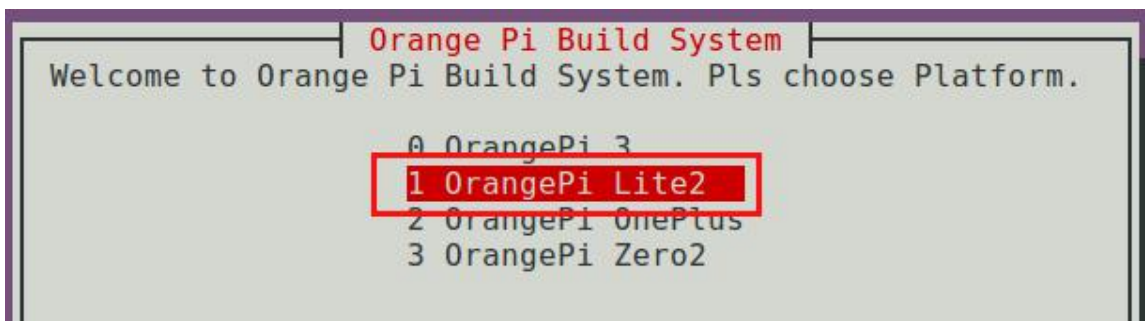 Orange Pi Build System
Welcome to Orange Pi Build System. Pls choose Platform.
0 OrangePi 3
1 OrangePi Lite2
2 OrangePi OnePlus
3 OrangePi Zero2